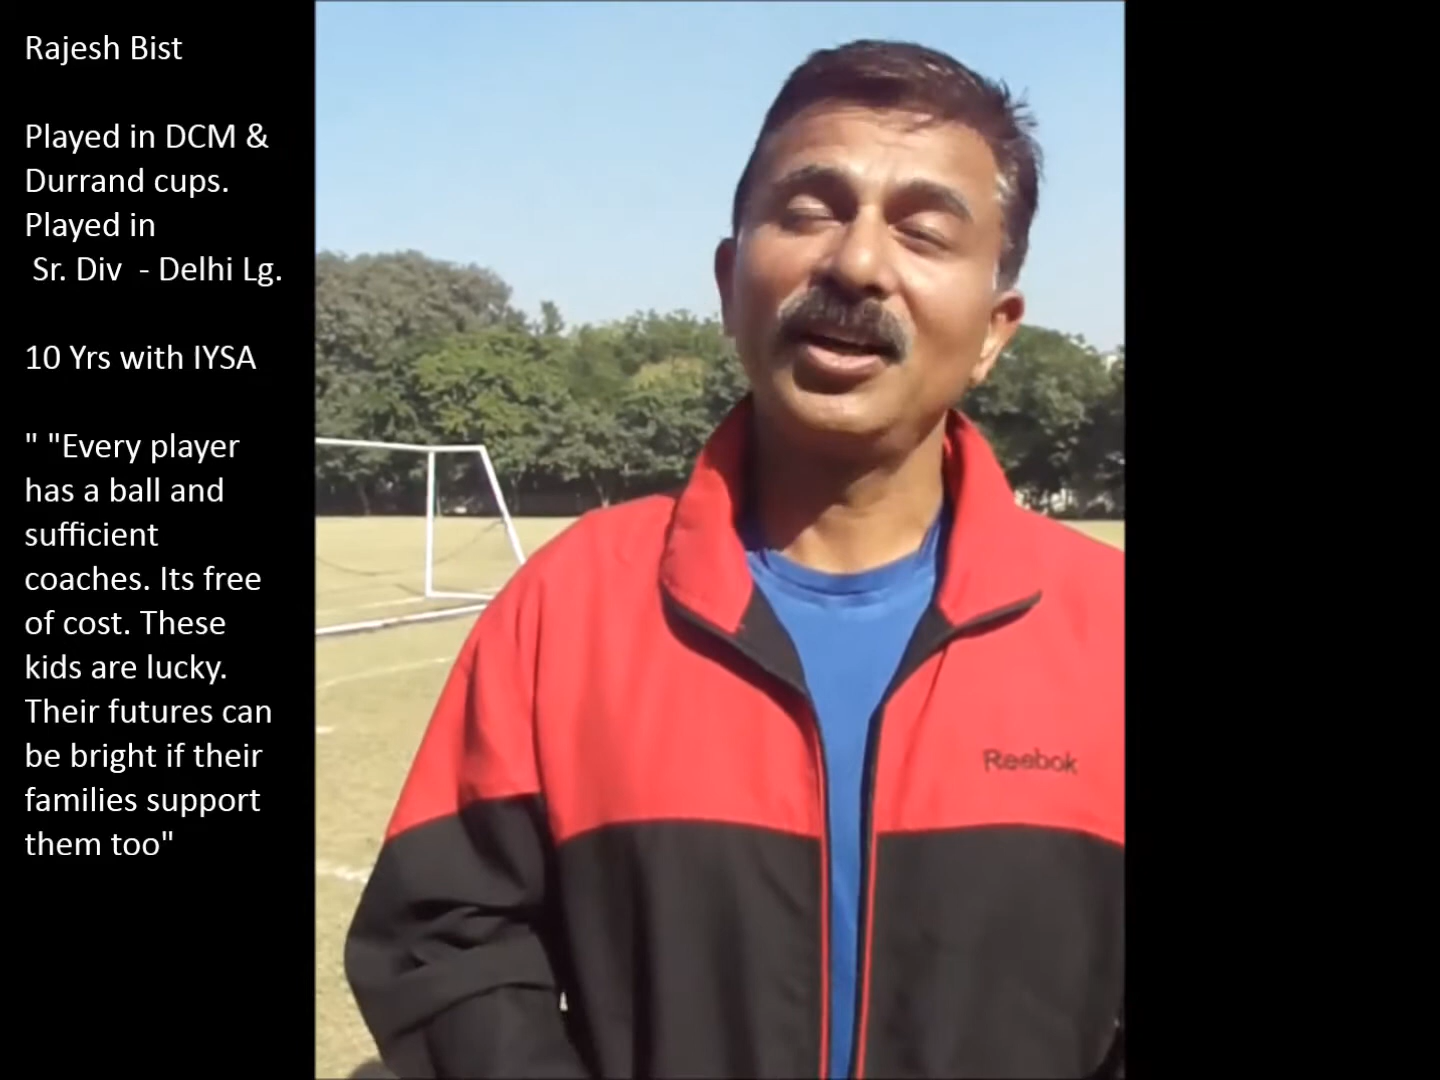 Rajesh Bist
Played in DCM &
Durrand cups.
Played in
Sr. Div  - Delhi Lg.
10 Yrs with IYSA
" "Every player
has a ball and
sufficient
coaches. Its free
of cost. These
kids are lucky.
Their futures can
be bright if their
families support
them too"
Reebok